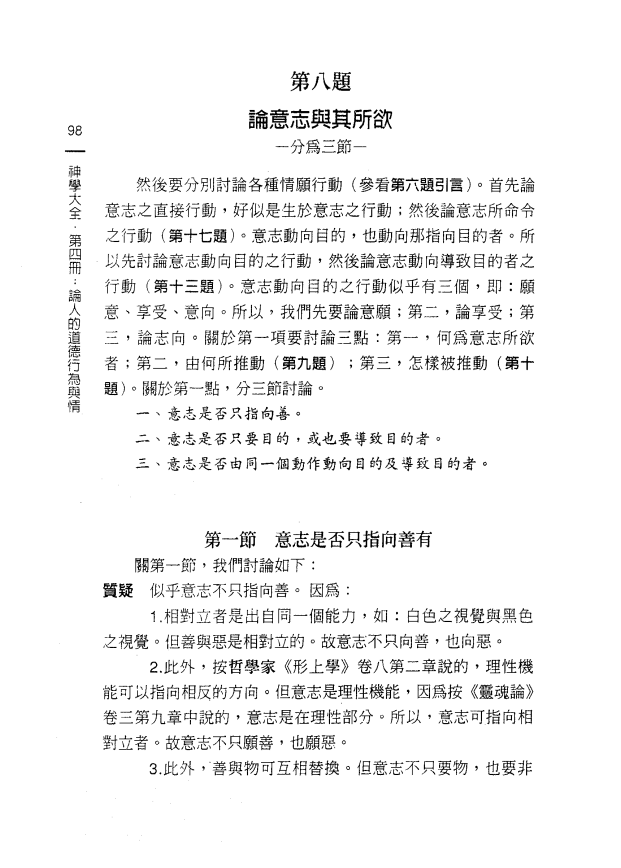 第八題
論意志與其所欲
—分為三節—
然後要分別討論各種情願行動（參看第六題引言）。首先論
意志之直接行動，好似是生於意志之行動；然後論意志所命令
之行動（第十七題）。意志動向目的，也動向那指向目的者。所
以先討論意志動向目的之行動，然後論意志動向導致目的者之
行動（第十三題）。意志動向目的之行動似乎有三個，即：願
意、享受、意向。所以，我們先要論意願；第二，論享受；第
三，論志向。關於第一項要討論三點：第一，何為意志所欲
者；第二，由何所推動（第九題）；第三，怎樣被推動（第十
題）。關於第一點，分三節討論。
一、意志是否只指向善。
二、意志是否只要目的，或也要導致目的者。
三、意志是否由同一個動作動向目的及導致目的者。
第一節　意志是否只指向善有
關第一節，我們討論如下：
質疑　似乎意志不只指向善。因為：
1.相對立者是出自同一個能力，如：白色之視覺與黑色
之視覺。但善與惡是相對立的。故意志不只向善，也向惡。
2.此外，按哲學家《形上學》卷八第二章說的，理性機
能可以指向相反的方向。但意志是理性機能，因為按《靈魂論》
卷三第九章中說的，意志是在理性部分。所以，意志可指向相
對立者。故意志不只願善，也願惡。
3.此外，善與物可互相替換。但意志不只要物，也要非
98
神學大全．第四冊：論人的道德行為與情